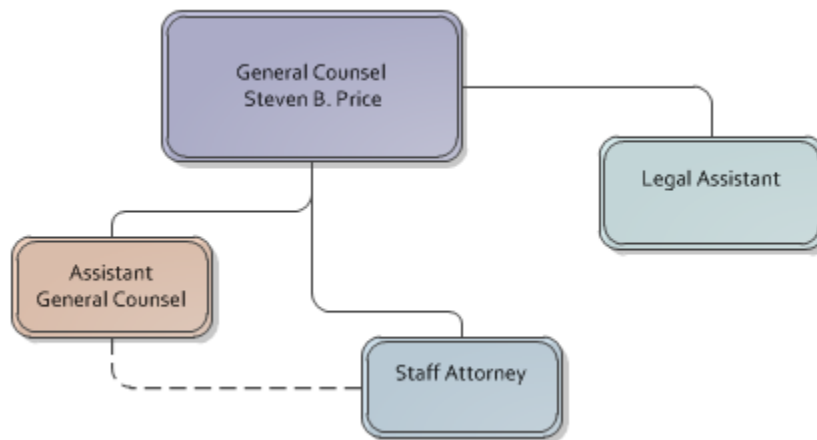 General Counsel
Steven B. Price
Legal Assistant
Assistant
General Counsel
Staff Attorney